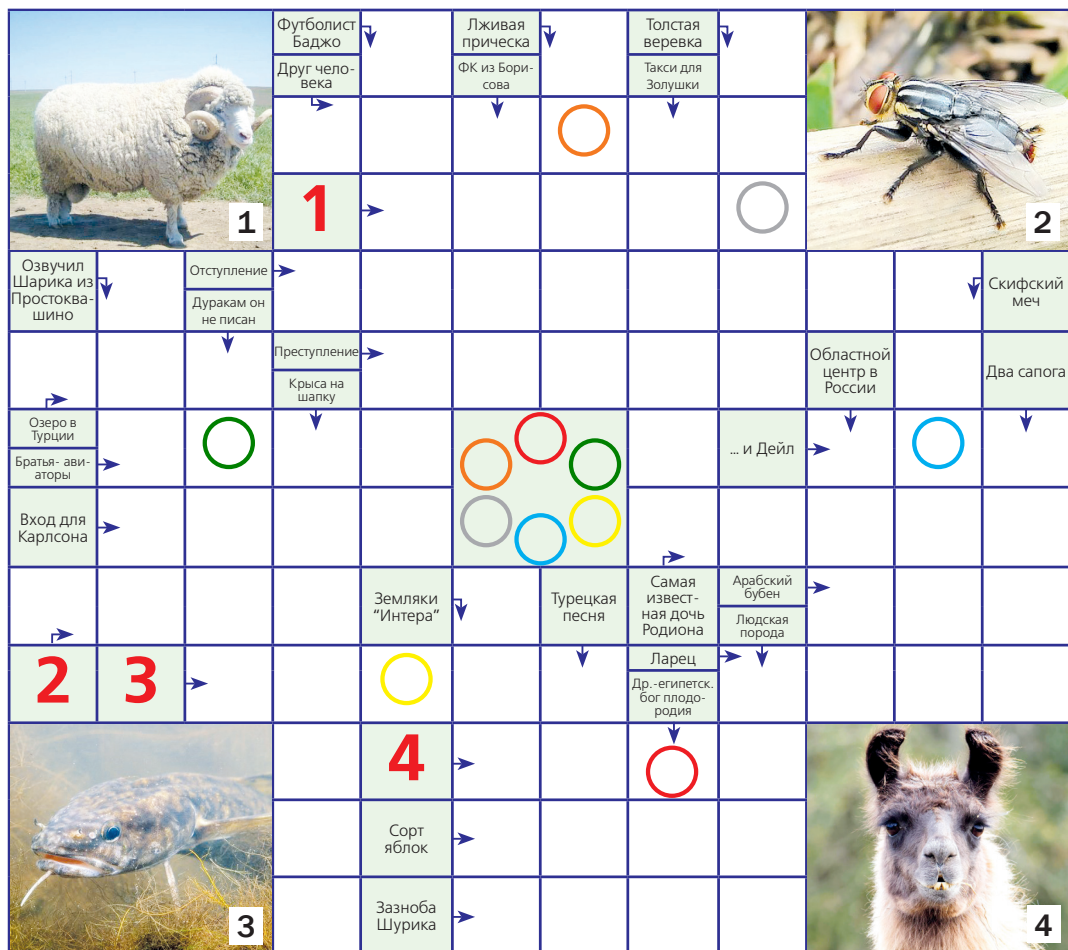 Футболист
Баджо
Лживая
прическа
Толстая
веревка
Друг чело-
века
ФК из Бори-
сова
Такси для
Золушки
1
1
2
Озвучил
Шарика из
Простоква-
шино
Отступление
Дуракам он
не писан
Скифский
меч
Преступление
Крыса на
шапку
Областной
центр в
России
Два сапога
Озеро в
Турции
Братья- ави-
аторы
... и Дейл
Вход для
Карлсона
Земляки
“Интера”
Турецкая
песня
Самая
извест-
ная дочь
Родиона
Арабский
бубен
Людская
порода
2
3
Ларец
Др.-египетск.
бог плодо-
родия
4
Сорт
яблок
Зазноба
Шурика
3
4